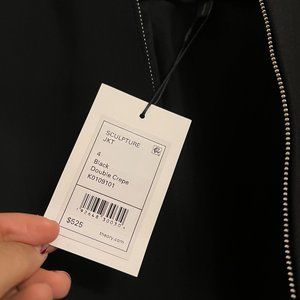 SCULPTURE
JKT
4
Black
Double Crepe
K0109101
$525
theory.com